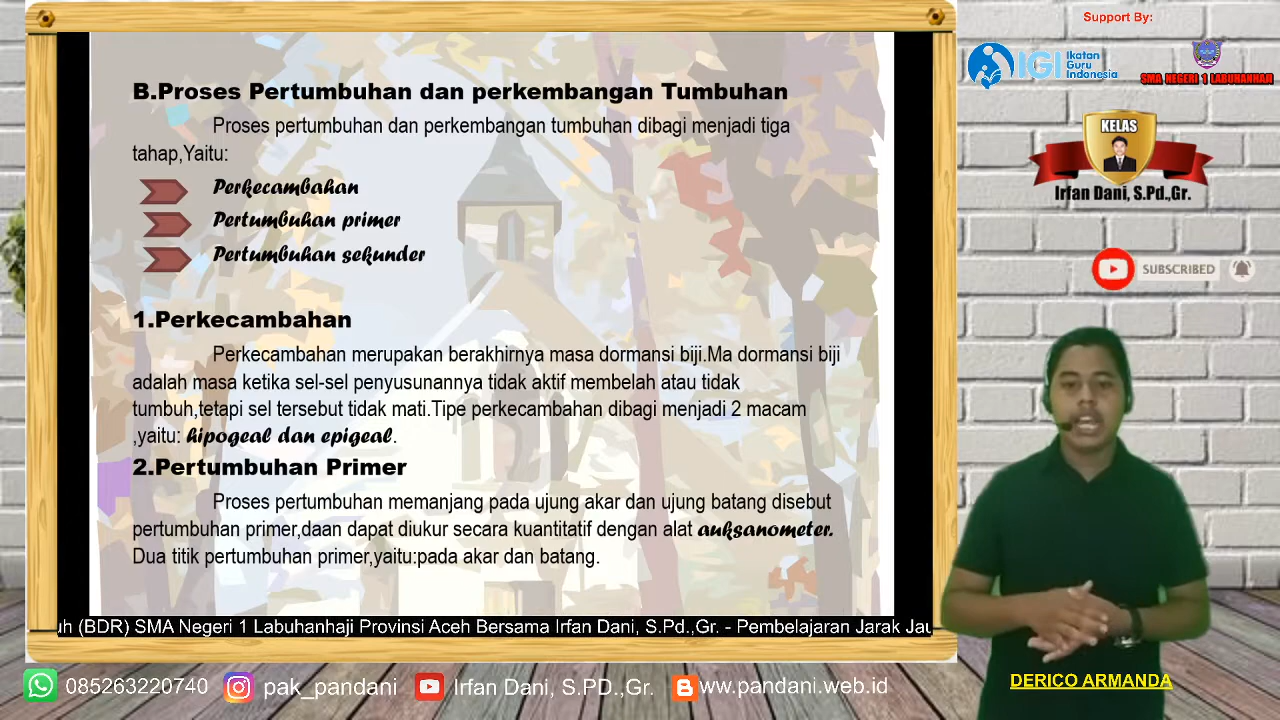 B.Proses Pertumbuhan dan perkembangan Tumbuhan
Proses pertumbuhan dan perkembangan tumbuhan dibagi menjadi tiga
tahap,Yaitu:
Perkecambahan
Pertumbuhan primer
Pertumbuhan sekunder
1.Perkecambahan
Perkecambahan merupakan berakhirnya masa dormansi biji.Ma dormansi biji
adalah masa ketika sel-sel penyusunannya tidak aktif membelah atau tidak
tumbuh,tetapi sel tersebut tidak mati.Tipe perkecambahan dibagi menjadi 2 macam
,yaitu: hipogeal dan epigeal.
2.Pertumbuhan Primer
Proses pertumbuhan memanjang pada ujung akar dan ujung batang disebut
pertumbuhan primer,daan dapat diukur secara kuantitatif dengan alat auksanometer.
Dua titik pertumbuhan primer,yaitu:pada akar dan batang.
uh (BDR) SMA Negeri 1 Labuhanhaji Provinsi Aceh Bersama Irfan Dani, S.Pd.,Gr. - Pembelajaran Jarak Jau
085263220740
pak_pandani
Irfan Dani, S.PD.,Gr.
ww.pandani.web.id
Support By:
IGI
Ikatan
Guru
Indonesia
SMA NEGERI 1 LABUHANHAJI
KELAS
Irfan Dani, S.Pd.,Gr.
SUBSCRIBED
DERICO ARMANDA